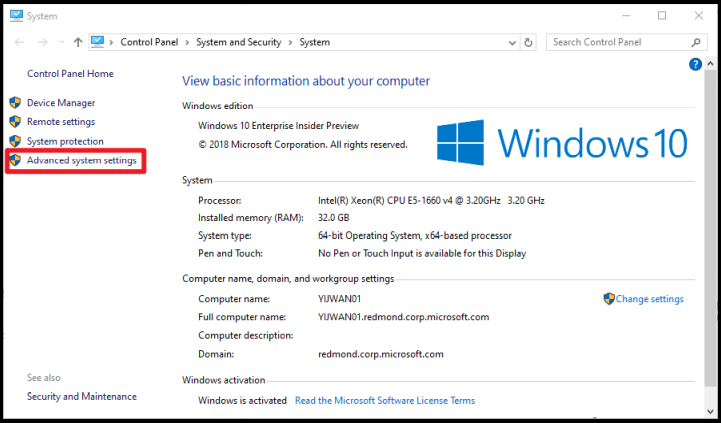 System
Control Panel > System and Security > System
Search Control Panel
Control Panel Home
Device Manager
Remote settings
System protection
Advanced system settings
View basic information about your computer
Windows edition
Windows 10 Enterprise Insider Preview
© 2018 Microsoft Corporation. All rights reserved.
Windows 10
System
Processor: Intel(R) Xeon(R) CPU E5-1660 v4 @ 3.20GHz 3.20 GHz
Installed memory (RAM): 32.0 GB
System type: 64-bit Operating System, x64-based processor
Pen and Touch: No Pen or Touch Input is available for this Display
Computer name, domain, and workgroup settings
Computer name: YIJWAN01
Change settings
Full computer name: YIJWAN01.redmond.corp.microsoft.com
Computer description:
Domain: redmond.corp.microsoft.com
Windows activation
Windows is activated Read the Microsoft Software License Terms
See also
Security and Maintenance